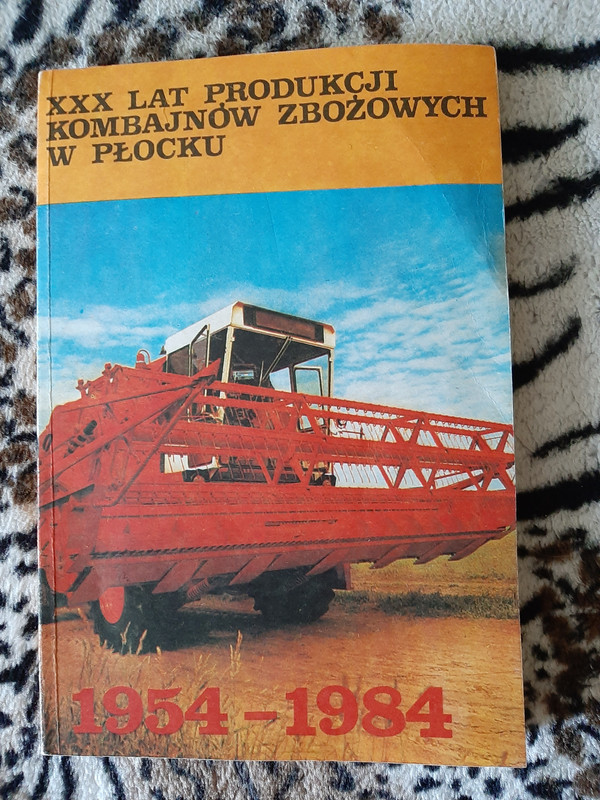 XXX LAT PRODUKCJI
KOMBAJNÓW ZBOŻOWYCH
W PŁOCKU
1954-1984